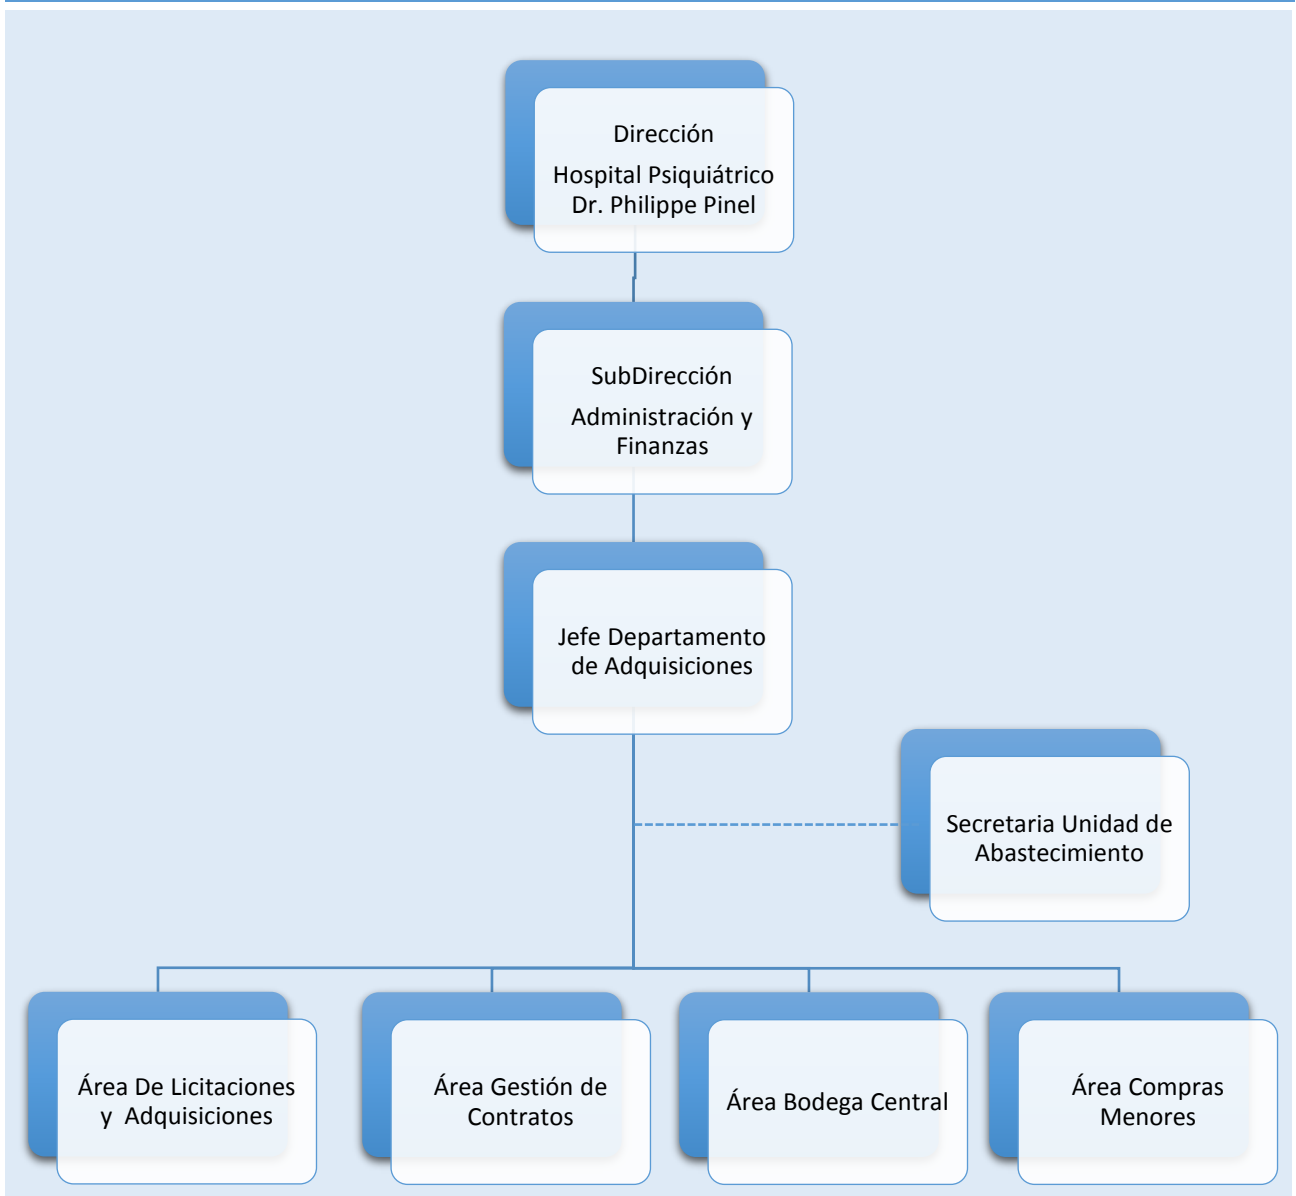 Dirección
Hospital Psiquiátrico
Dr. Philippe Pinel
SubDirección
Administración y
Finanzas
Jefe Departamento
de Adquisiciones
Secretaria Unidad de
Abastecimiento
Área De Licitaciones
y Adquisiciones
Área Gestión de
Contratos
Área Bodega Central
Área Compras
Menores